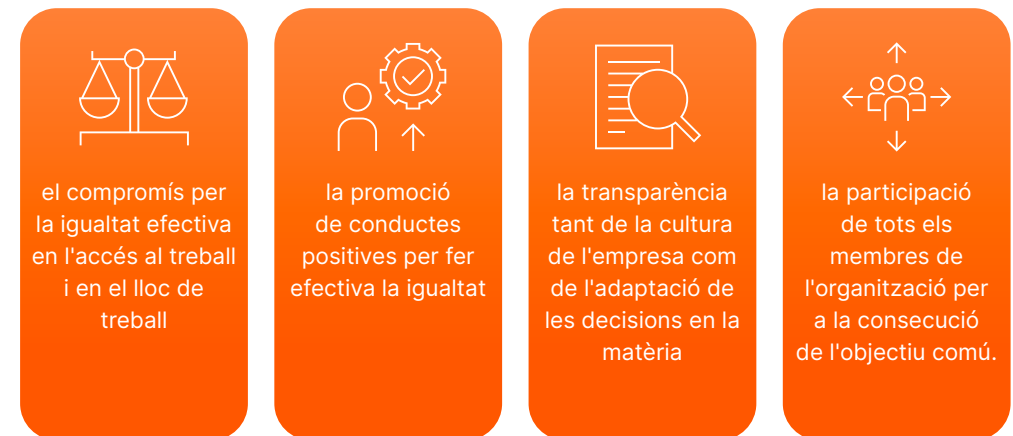 el compromís per
la igualtat efectiva
en l'accés al treball
i en el lloc de
treball
la promoció
de conductes
positives per fer
efectiva la igualtat
la transparència
tant de la cultura
de l'empresa com
de l'adaptació de
les decisions en la
matèria
la participació
de tots els
membres de
l'organització per
a la consecució
de l'objectiu comú.